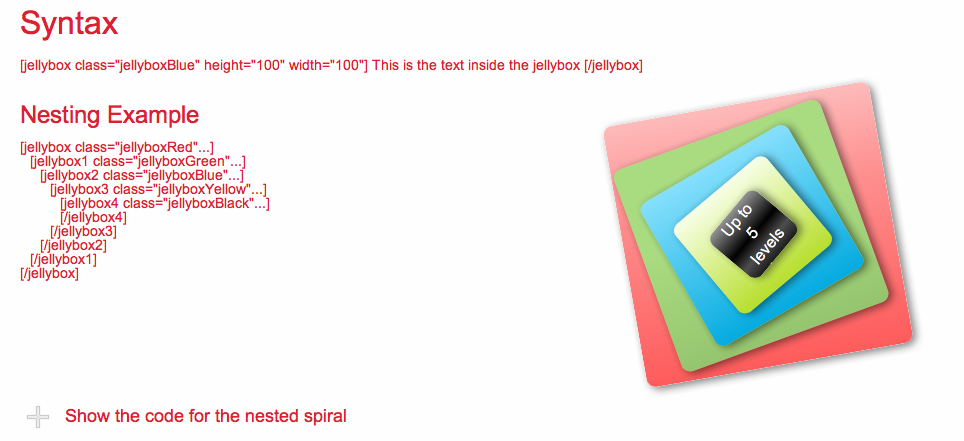 Syntax
[jellybox class="jellyboxBlue" height="100" width="100"] This is the text inside the jellybox [/jellybox]
Nesting Example
[jellybox class="jellyboxRed"...]
[jellybox1 class="jellyboxGreen"...]
[jellybox2 class="jellyboxBlue"...]
[jellybox3 class="jellyboxYellow"...]
[jellybox4 class="jellyboxBlack"...]
[/jellybox4]
[/jellybox3]
[/jellybox2]
[/jellybox1]
[/jellybox]
Up to
5
levels
Show the code for the nested spiral